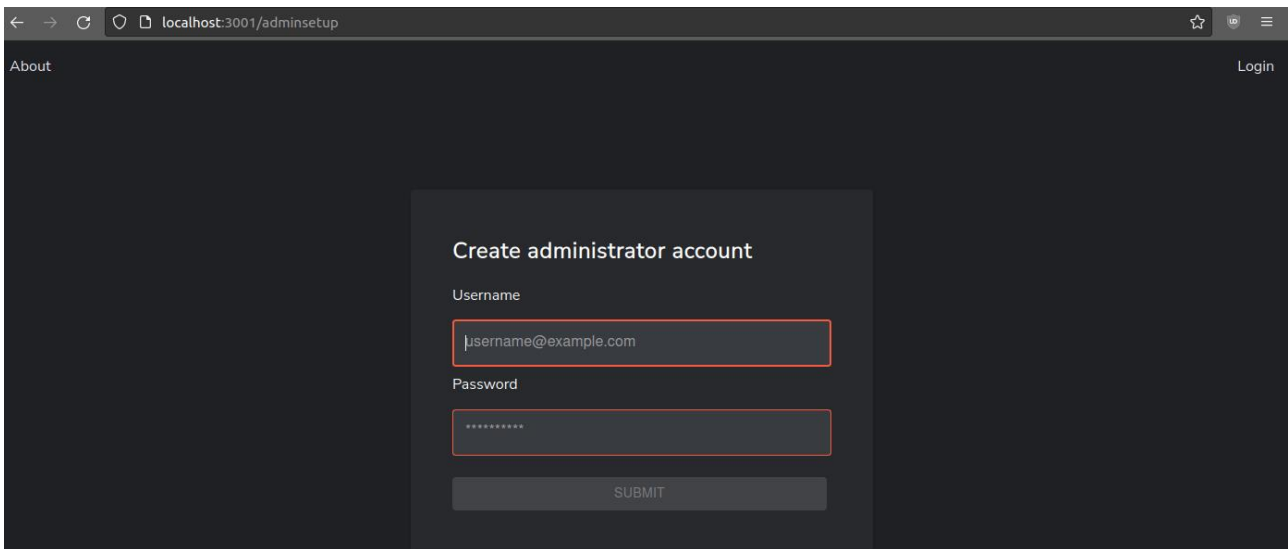 localhost:3001/adminsetup
About
Login
Create administrator account
Username
username@example.com
Password
**********
SUBMIT